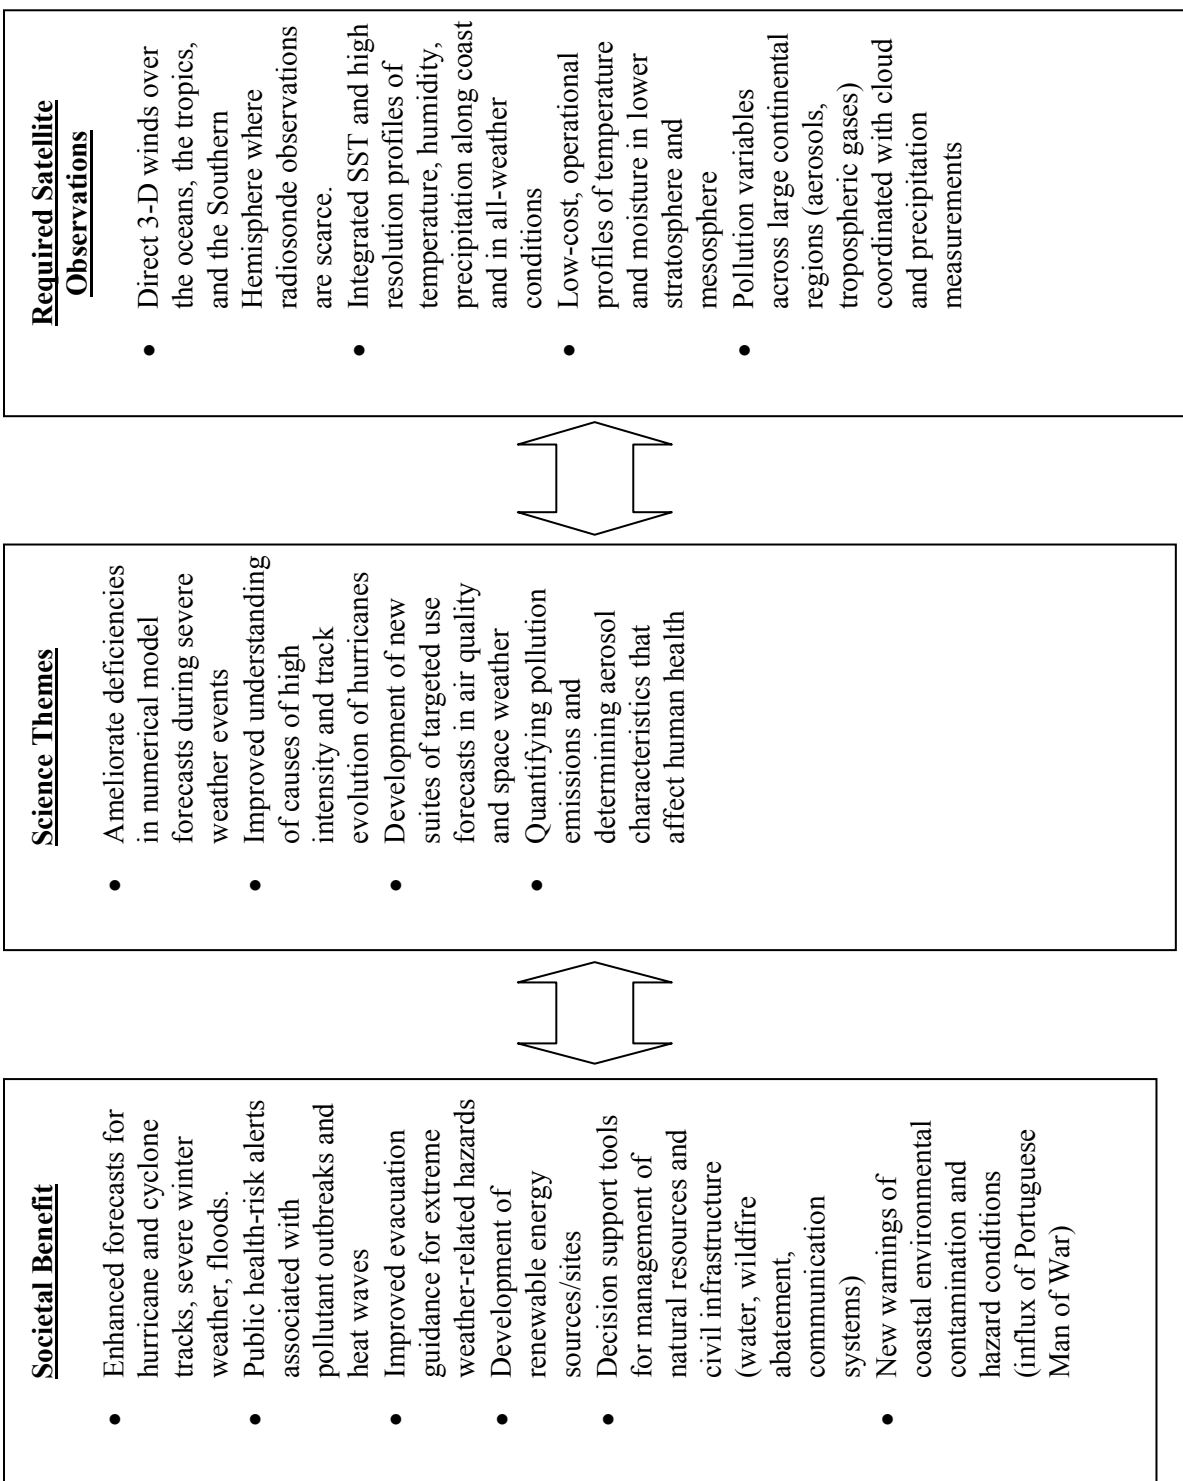 Societal Benefit
• Enhanced forecasts for
hurricane and cyclone
tracks, severe winter
weather, floods.
• Public health-risk alerts
associated with
pollutant outbreaks and
heat waves
• Improved evacuation
guidance for extreme
weather-related hazards
• Development of
renewable energy
sources/sites
• Decision support tools
for management of
natural resources and
civil infrastructure
(water, wildfire
abatement,
communication
systems)
• New warnings of
coastal environmental
contamination and
hazard conditions
(influx of Portuguese
Man of War)
Science Themes
• Ameliorate deficiencies
in numerical model
forecasts during severe
weather events
• Improved understanding
of causes of high
intensity and track
evolution of hurricanes
• Development of new
suites of targeted use
forecasts in air quality
and space weather
• Quantifying pollution
emissions and
determining aerosol
characteristics that
affect human health
Required Satellite
Observations
• Direct 3-D winds over
the oceans, the tropics,
and the Southern
Hemisphere where
radiosonde observations
are scarce.
• Integrated SST and high
resolution profiles of
temperature, humidity,
precipitation along coast
and in all-weather
conditions
• Low-cost, operational
profiles of temperature
and moisture in lower
stratosphere and
mesosphere
• Pollution variables
across large continental
regions (aerosols,
tropospheric gases)
coordinated with cloud
and precipitation
measurements